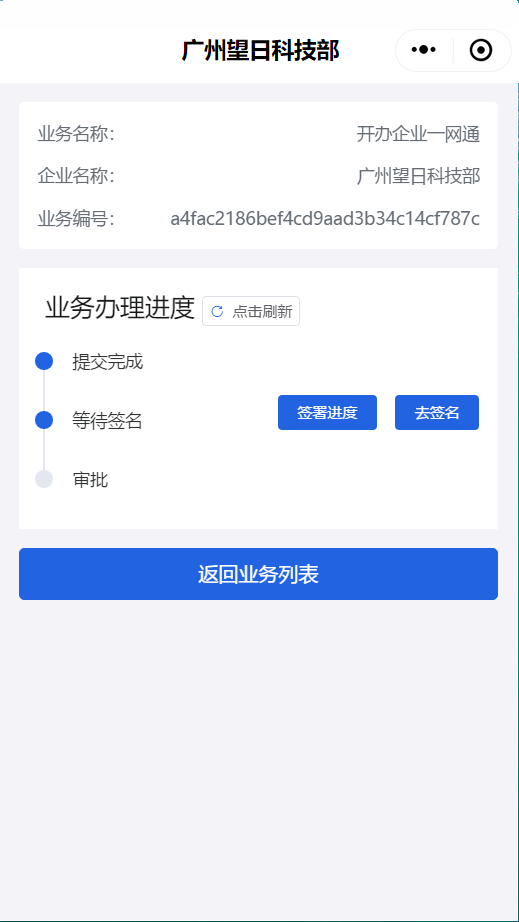 广州望日科技部
业务名称： 开办企业一网通
企业名称： 广州望日科技部
业务编号： a4fac2186bef4cd9aad3b34c14cf787c
业务办理进度 点击刷新
提交完成
等待签名 签署进度 去签名
审批
返回业务列表